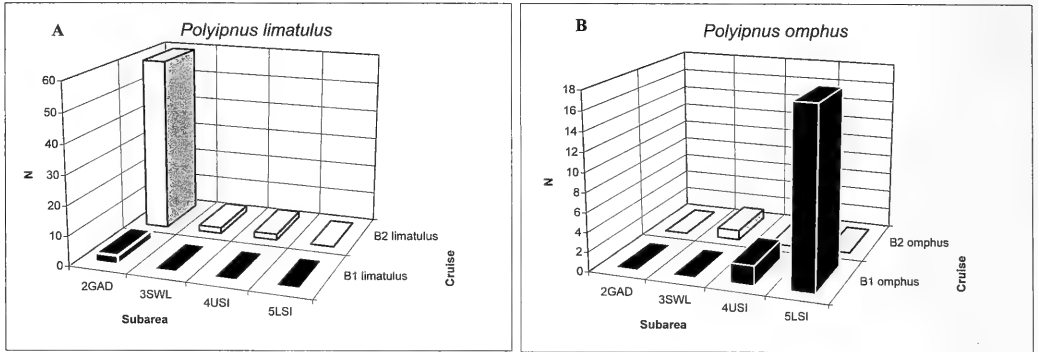 A
Polyipnus limatulus
60
50
40
30
20
10
0
N
2GAD
3SWL
4USI
5LSI
Subarea
B2 limatulus
B1 limatulus
Cruise
B
Polyipnus omphus
18
16
14
12
10
8
6
4
2
0
N
2GAD
3SWL
4USI
5LSI
Subarea
B2 omphus
B1 omphus
Cruise